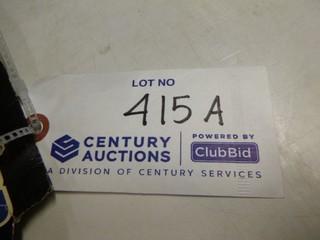 LOT NO
415 A
CENTURY AUCTIONS
POWERED BY
ClubBid
A DIVISION OF CENTURY SERVICES